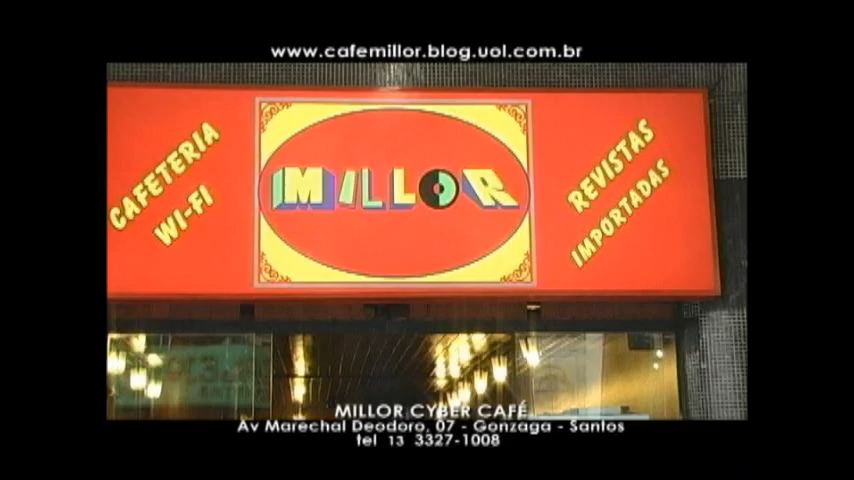 www.cafemillor.blog.uol.com.br
CAFETERIA
WI-FI
MILLOR
REVISTAS
IMPORTADAS
MILLOR CYBER CAFÉ
Av Marechal Deodoro, 07 - Gonzaga - Santos
tel 13 3327-1008